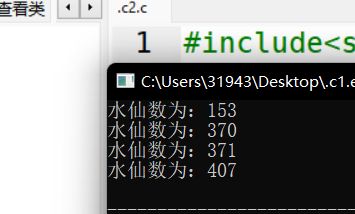 查看类
.c2.c
1 #include<s
C:\Users\31943\Desktop\.c1.e
水仙数为：153
水仙数为：370
水仙数为：371
水仙数为：407